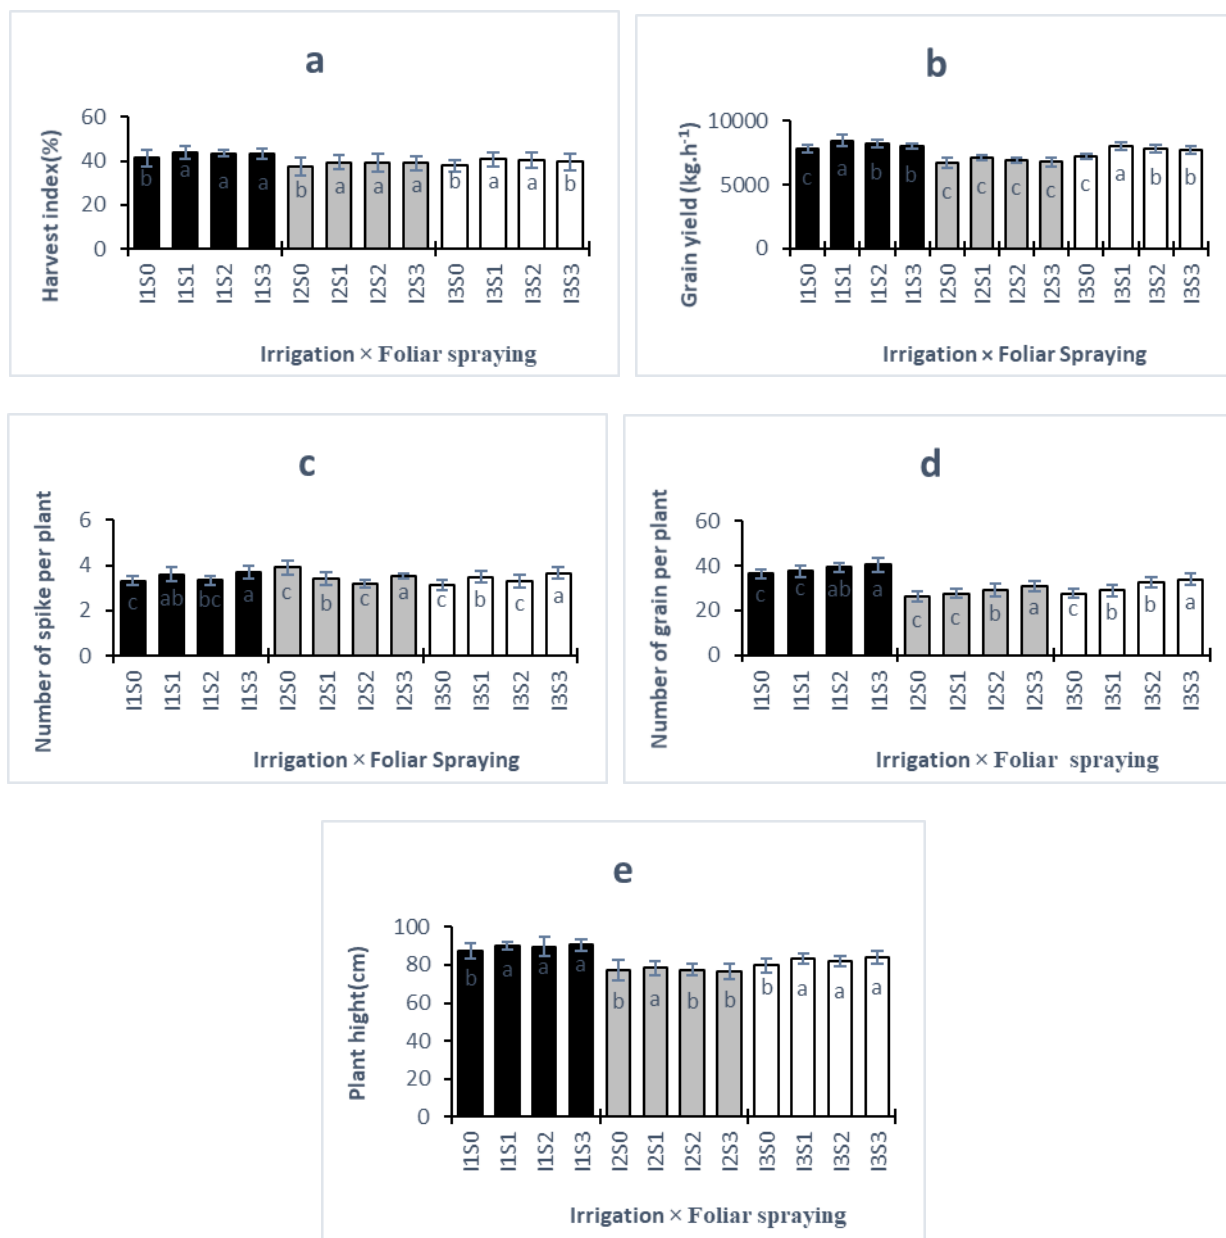 a
Harvest index(%)
60
40
20
0
b
a
a
a
b
a
a
a
b
a
a
b
I1S0
I1S1
I1S2
I1S3
I2S0
I2S1
I2S2
I2S3
I3S0
I3S1
I3S2
I3S3
Irrigation × Foliar spraying
b
Grain yield (kg.h-1)
10000
5000
0
c
a
b
b
c
c
c
c
c
a
b
b
I1S0
I1S1
I1S2
I1S3
I2S0
I2S1
I2S2
I2S3
I3S0
I3S1
I3S2
I3S3
Irrigation × Foliar Spraying
c
Number of spike per plant
6
4
2
0
c
ab
bc
a
c
b
c
a
c
b
c
a
I1S0
I1S1
I1S2
I1S3
I2S0
I2S1
I2S2
I2S3
I3S0
I3S1
I3S2
I3S3
Irrigation × Foliar Spraying
d
Number of grain per plant
60
40
20
0
c
c
ab
a
c
c
b
a
c
b
b
a
I1S0
I1S1
I1S2
I1S3
I2S0
I2S1
I2S2
I2S3
I3S0
I3S1
I3S2
I3S3
Irrigation × Foliar spraying
e
Plant hight(cm)
100
80
60
40
20
0
b
a
a
a
b
a
b
b
b
a
a
a
I1S0
I1S1
I1S2
I1S3
I2S0
I2S1
I2S2
I2S3
I3S0
I3S1
I3S2
I3S3
Irrigation × Foliar spraying